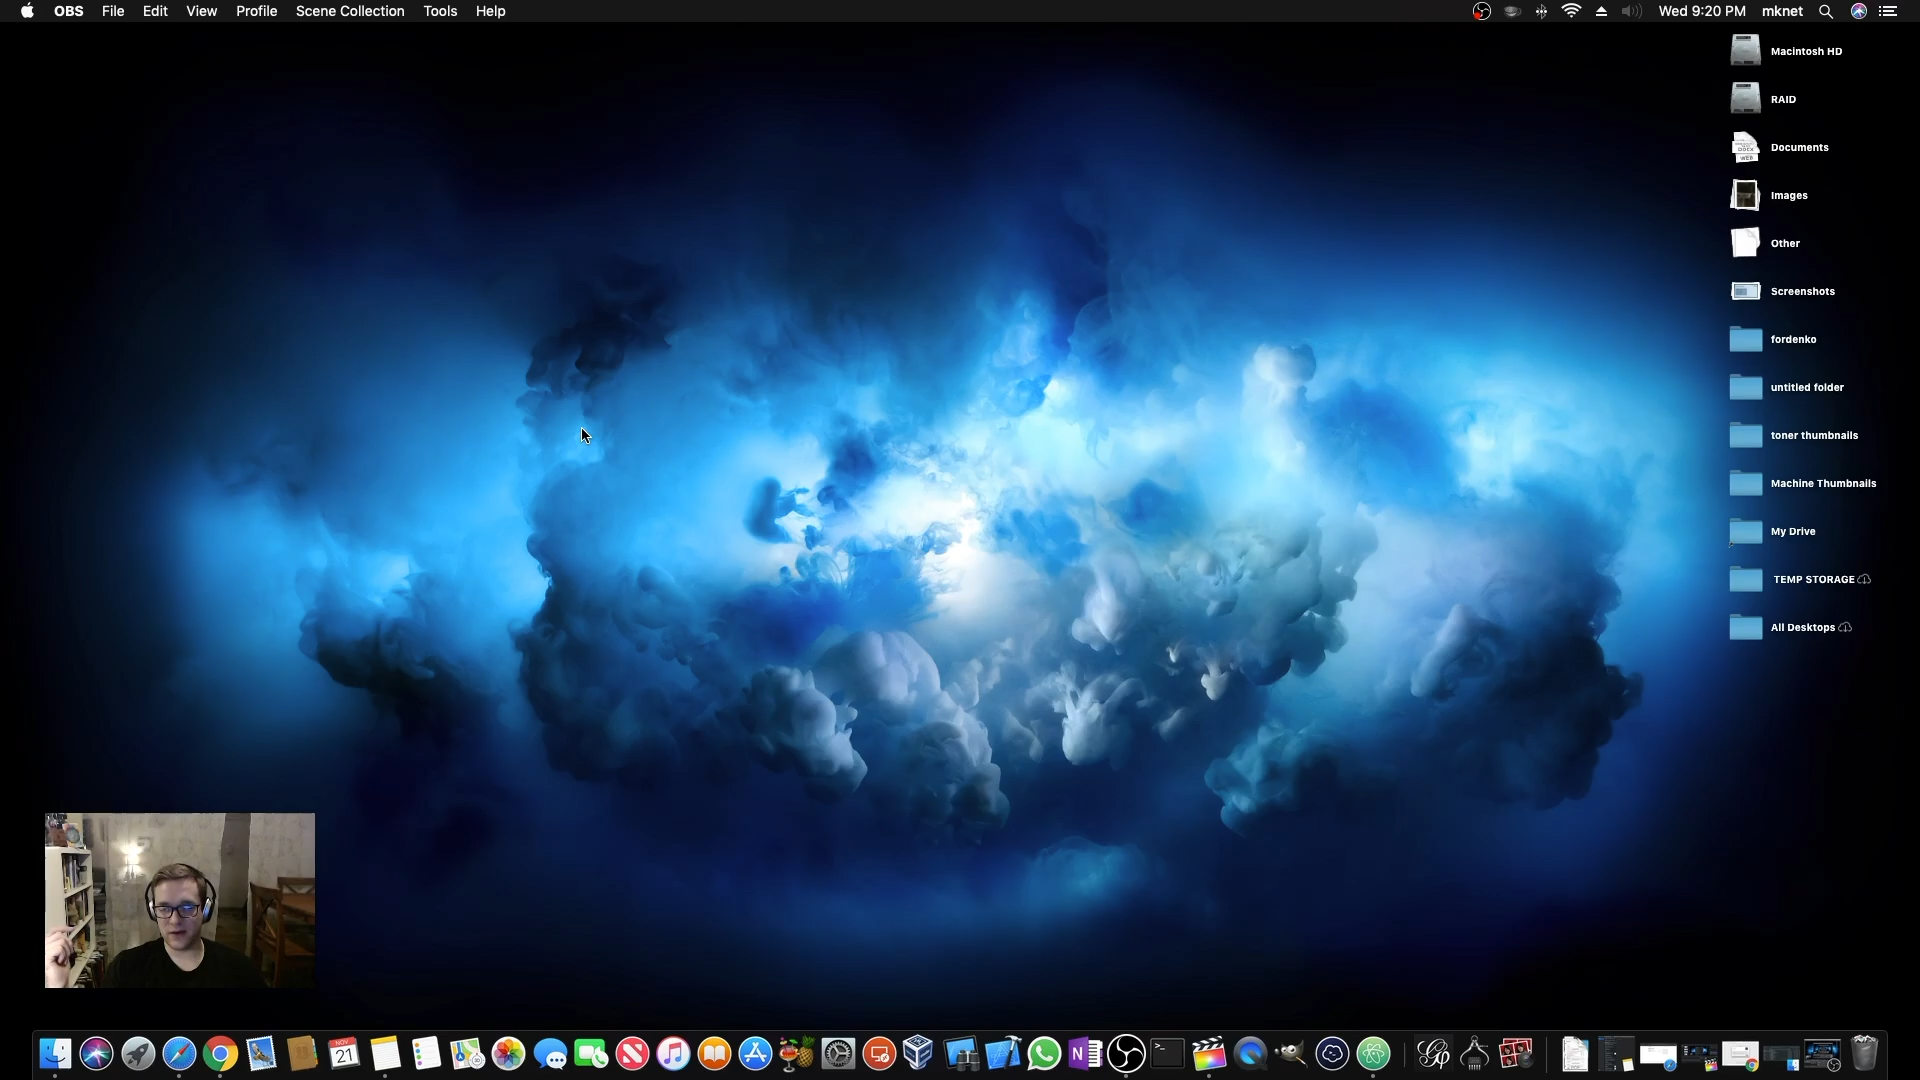 OBS File Edit View Profile Scene Collection Tools Help Wed 9:20 PM mknet
Macintosh HD
RAID
Documents
Images
Other
Screenshots
fordenko
untitled folder
toner thumbnails
Machine Thumbnails
My Drive
TEMP STORAGE
All Desktops
NOV
21